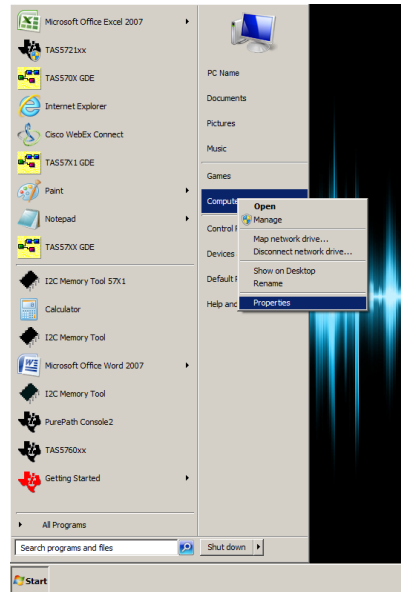 Microsoft Office Excel 2007
TAS5721xx
TAS570X GDE
Internet Explorer
Cisco WebEx Connect
TAS57X1 GDE
Paint
Notepad
TAS57XX GDE
I2C Memory Tool 57X1
Calculator
I2C Memory Tool
Microsoft Office Word 2007
I2C Memory Tool
PurePath Console2
TAS5760xx
Getting Started
All Programs
Search programs and files
Start
PC Name
Documents
Pictures
Music
Games
Compute
Control
Devices
Default
Help and
Shut down
Open
Manage
Map network drive...
Disconnect network drive...
Show on Desktop
Rename
Properties